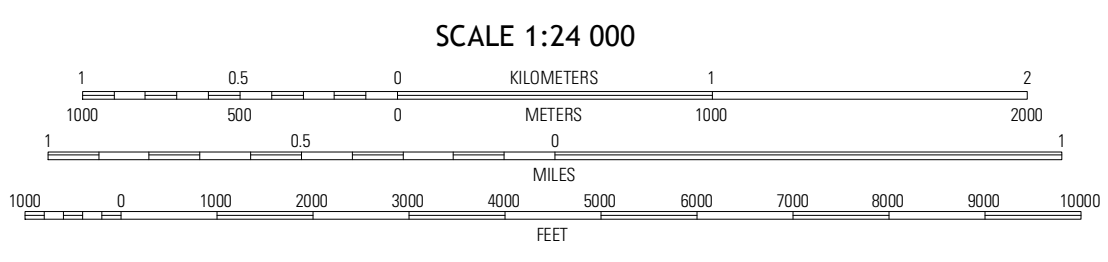 SCALE 1:24 000
1 0.5 0 KILOMETERS 1 2
1000 500 0 METERS 1000 2000
1 0.5 0 1
MILES
1000 0 1000 2000 3000 4000 5000 6000 7000 8000 9000 10000
FEET